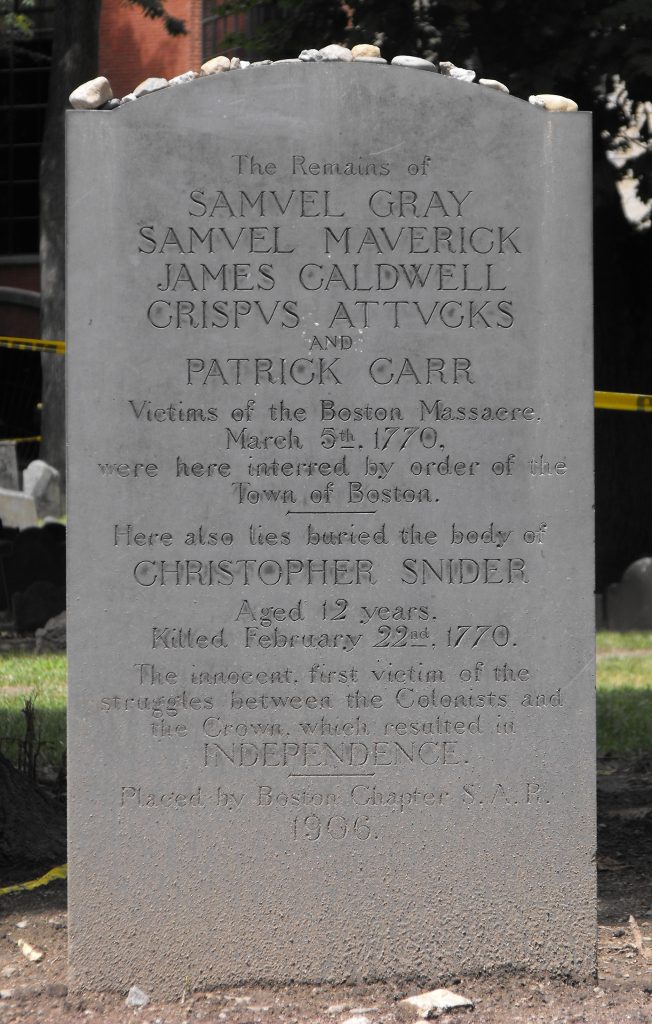 The Remains of
SAMVEL GRAY
SAMVEL MAVERICK
JAMES CALDWELL
CRISPVS ATTVCKS
AND
PATRICK CARR
Victims of the Boston Massacre,
March 5th, 1770,
were here interred by order of the
Town of Boston.
Here also lies buried the body of
CHRISTOPHER SNIDER
Aged 12 years.
Killed February 22nd, 1770.
The innocent, first victim of the
struggles between the Colonists and
the Crown, which resulted in
INDEPENDENCE.
Placed by Boston Chapter S.A.R.
1906.